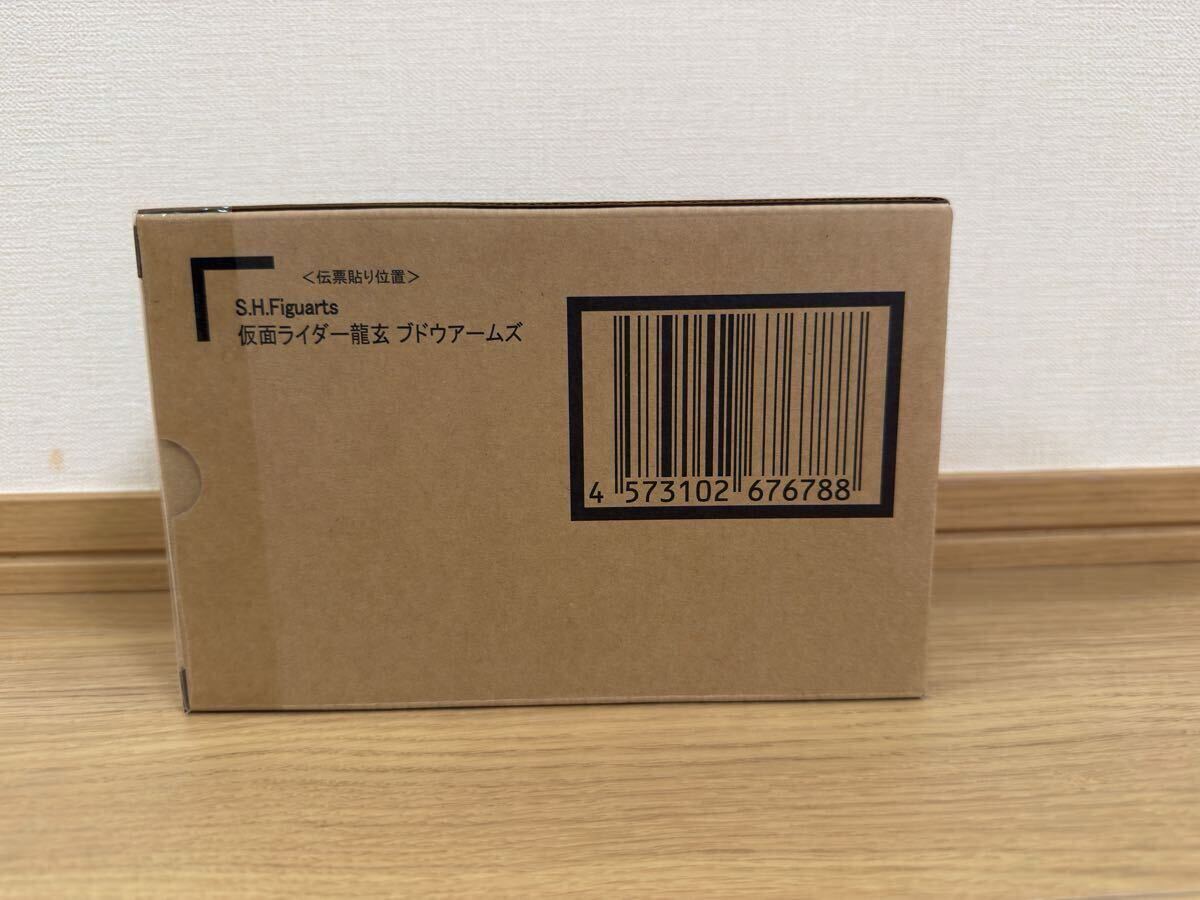 ＜伝票貼り位置＞
S.H.Figuarts
仮面ライダー龍玄 ブドウアームズ
4 573102 676788